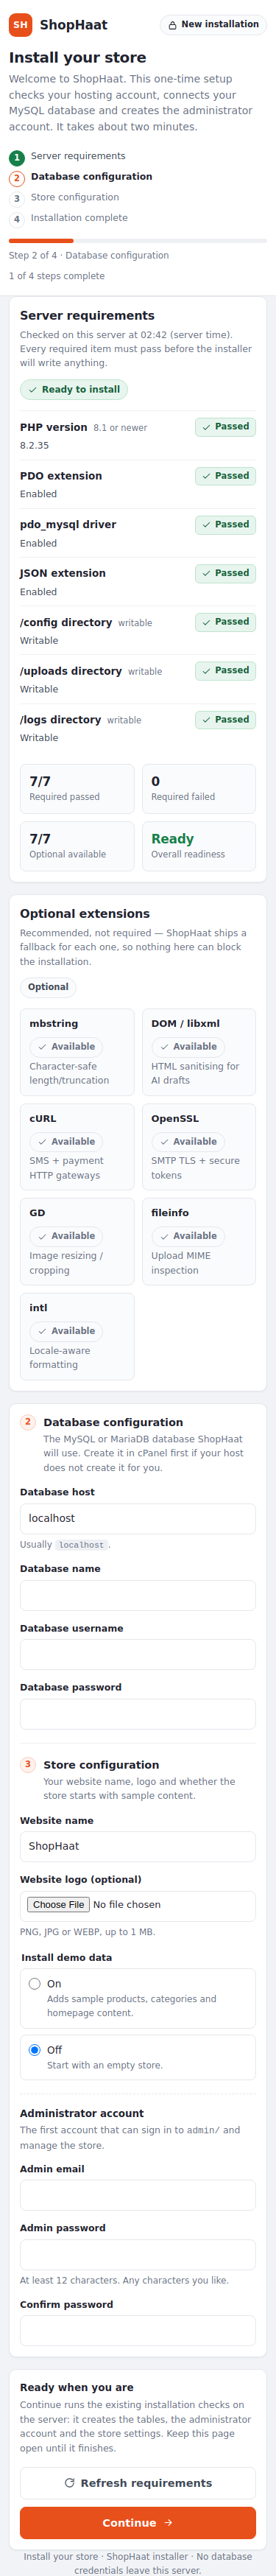 SH ShopHaat New installation
Install your store
Welcome to ShopHaat. This one-time setup
checks your hosting account, connects your
MySQL database and creates the administrator
account. It takes about two minutes.
1 Server requirements
2 Database configuration
3 Store configuration
4 Installation complete
Step 2 of 4 · Database configuration
1 of 4 steps complete
Server requirements
Checked on this server at 02:42 (server time).
Every required item must pass before the installer
will write anything.
Ready to install
PHP version 8.1 or newer Passed
8.2.35
PDO extension Passed
Enabled
pdo_mysql driver Passed
Enabled
JSON extension Passed
Enabled
/config directory writable Passed
Writable
/uploads directory writable Passed
Writable
/logs directory writable Passed
Writable
7/7 0
Required passed Required failed
7/7 Ready
Optional available Overall readiness
Optional extensions
Recommended, not required — ShopHaat ships a
fallback for each one, so nothing here can block
the installation.
Optional
mbstring
Available
Character-safe
length/truncation
DOM / libxml
Available
HTML sanitising for
AI drafts
cURL
Available
SMS + payment
HTTP gateways
OpenSSL
Available
SMTP TLS + secure
tokens
GD
Available
Image resizing /
cropping
fileinfo
Available
Upload MIME
inspection
intl
Available
Locale-aware
formatting
2 Database configuration
The MySQL or MariaDB database ShopHaat
will use. Create it in cPanel first if your host
does not create it for you.
Database host
localhost
Usually localhost.
Database name
Database username
Database password
3 Store configuration
Your website name, logo and whether the
store starts with sample content.
Website name
ShopHaat
Website logo (optional)
Choose File No file chosen
PNG, JPG or WEBP, up to 1 MB.
Install demo data
On
Adds sample products, categories and
homepage content.
Off
Start with an empty store.
Administrator account
The first account that can sign in to admin/ and
manage the store.
Admin email
Admin password
At least 12 characters. Any characters you like.
Confirm password
Ready when you are
Continue runs the existing installation checks on
the server: it creates the tables, the administrator
account and the store settings. Keep this page
open until it finishes.
Refresh requirements
Continue →
Install your store · ShopHaat installer · No database
credentials leave this server.